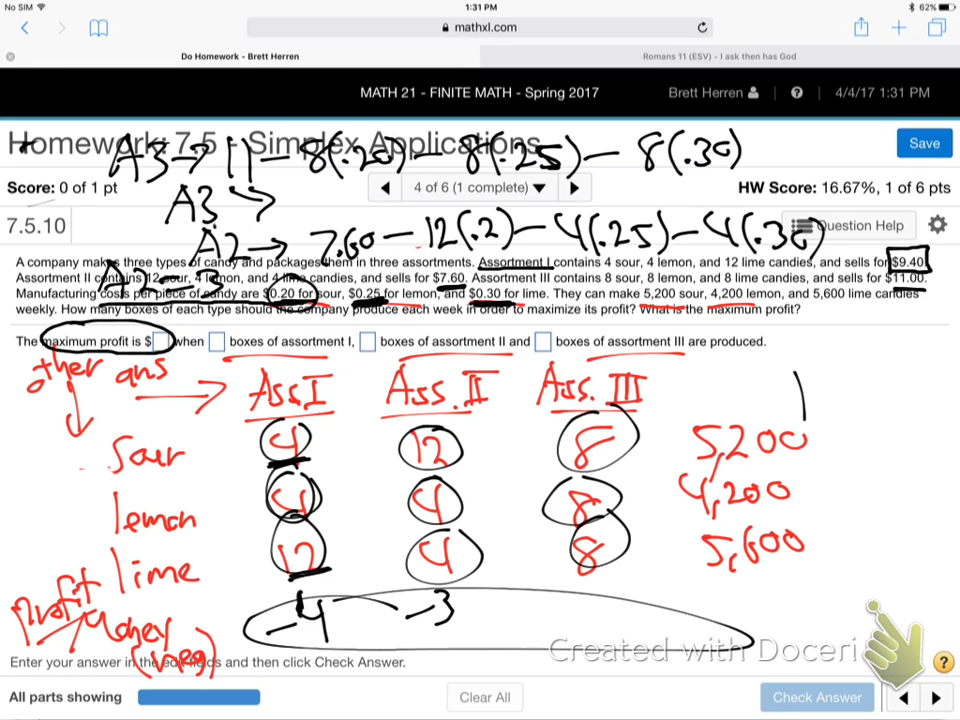 No SIM
1:31 PM
62%
mathxl.com
Do Homework - Brett Herren
Romans 11 (ESV) - I ask then has God
MATH 21 - FINITE MATH - Spring 2017
Brett Herren
4/4/17 1:31 PM
Homework: 7.5 - Simplex Applications
Save
A3→ 11-8(.20)-8(.25)-8(.30)
Score: 0 of 1 pt
4 of 6 (1 complete)
HW Score: 16.67%, 1 of 6 pts
A3→
7.5.10
Question Help
A2→ 7.60-12(.2)-4(.25)-4(.30)
A company makes three types of candy and packages them in three assortments. Assortment I contains 4 sour, 4 lemon, and 12 lime candies, and sells for $9.40.
Assortment II contains 12 sour, 4 lemon, and 4 lime candies, and sells for $7.60. Assortment III contains 8 sour, 8 lemon, and 8 lime candies, and sells for $11.00.
A2=-3
Manufacturing costs per piece of candy are $0.20 for sour, $0.25 for lemon, and $0.30 for lime. They can make 5,200 sour, 4,200 lemon, and 5,600 lime candies
weekly. How many boxes of each type should the company produce each week in order to maximize its profit? What is the maximum profit?
The maximum profit is $ when boxes of assortment I, boxes of assortment II and boxes of assortment III are produced.
other ans →
Ass I Ass. II Ass. III
sour 4 12 8 5,200
lemon 4 4 8 4,200
lime 12 4 8 5,600
Profit
Money -4 -3
(neg)
Created with Doceri
Enter your answer in the edit fields and then click Check Answer.
All parts showing
Clear All
Check Answer